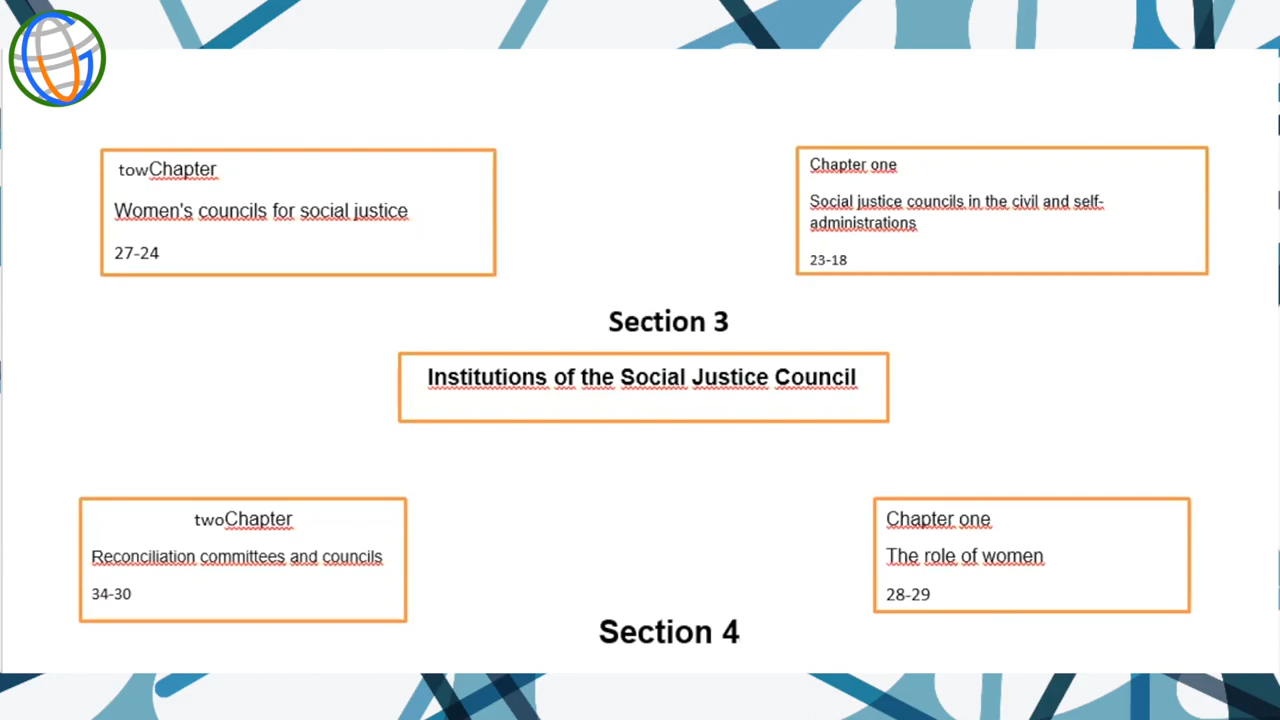 towChapter
Women's councils for social justice
27-24
Chapter one
Social justice councils in the civil and self-
administrations
23-18
Section 3
Institutions of the Social Justice Council
twoChapter
Reconciliation committees and councils
34-30
Chapter one
The role of women
28-29
Section 4